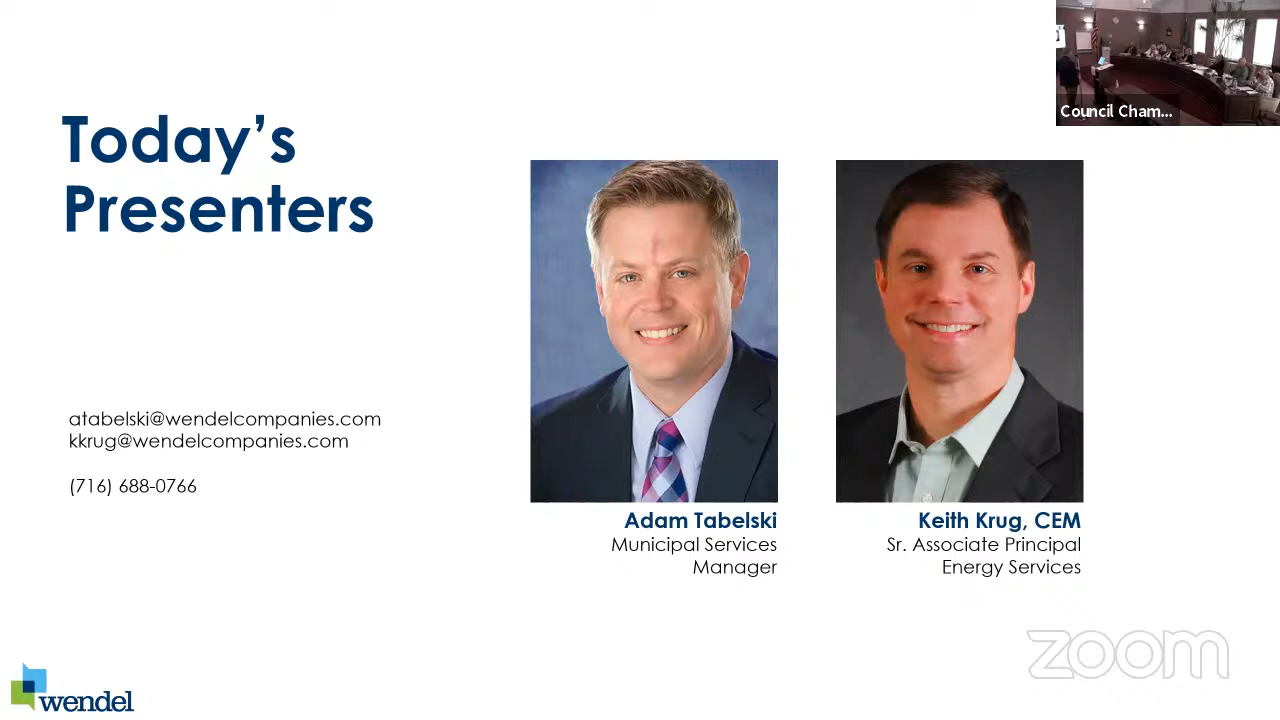 Today's
Presenters
atabelski@wendelcompanies.com
kkrug@wendelcompanies.com
(716) 688-0766
Adam Tabelski
Municipal Services
Manager
Keith Krug, CEM
Sr. Associate Principal
Energy Services
Council Cham...
zoom
wendel